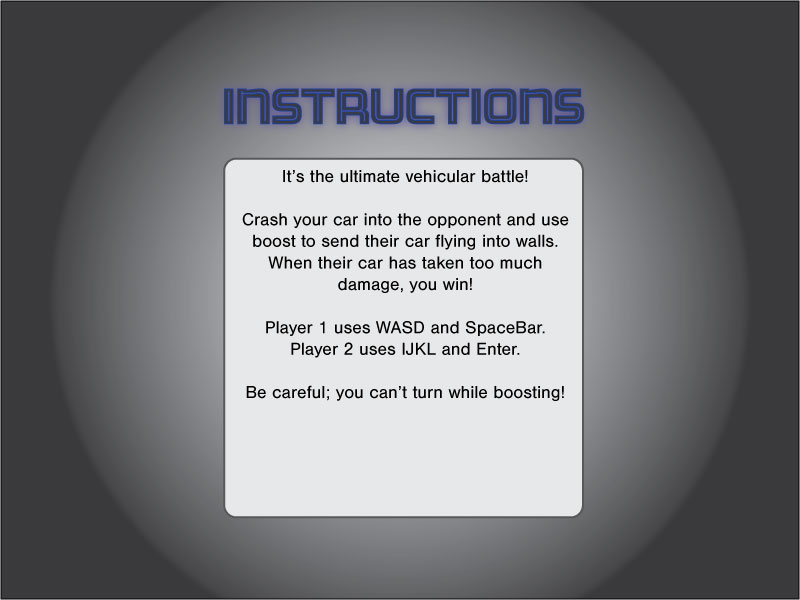 INSTRUCTIONS
It's the ultimate vehicular battle!
Crash your car into the opponent and use
boost to send their car flying into walls.
When their car has taken too much
damage, you win!
Player 1 uses WASD and SpaceBar.
Player 2 uses IJKL and Enter.
Be careful; you can't turn while boosting!